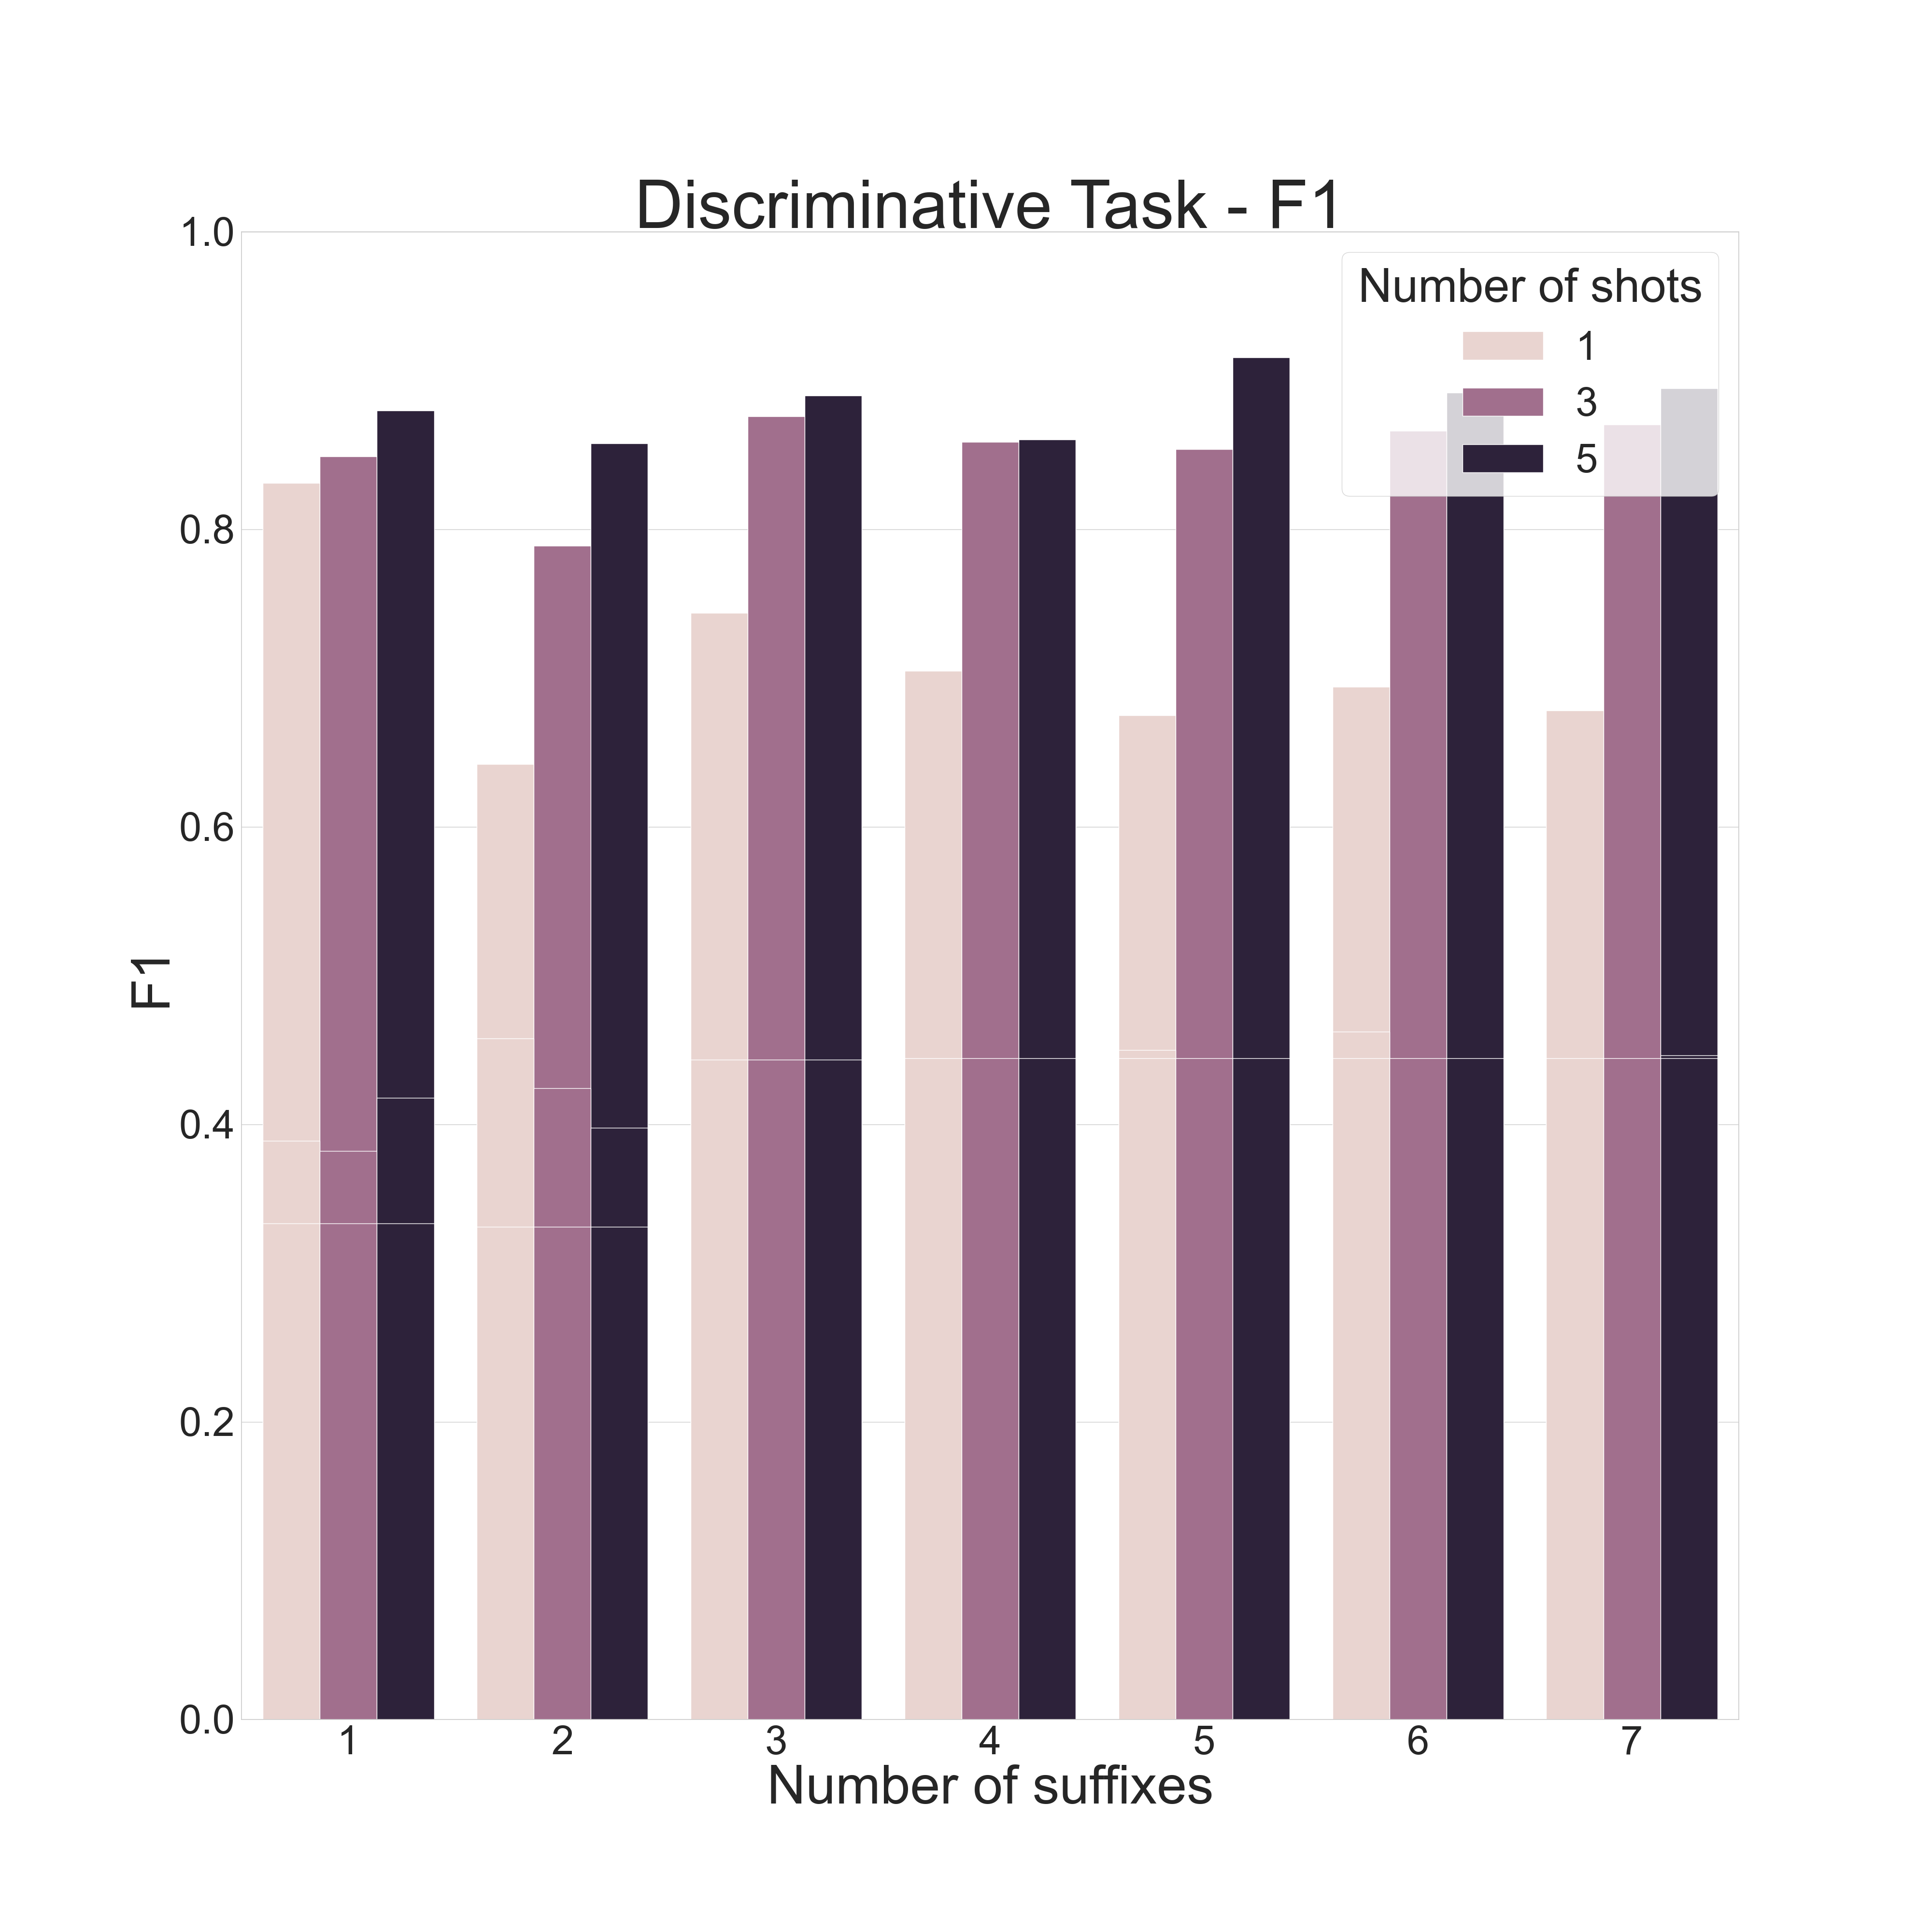 Discriminative Task - F1
1.0
0.8
0.6
0.4
0.2
0.0
F1
Number of shots
1
3
5
1 2 3 4 5 6 7
Number of suffixes